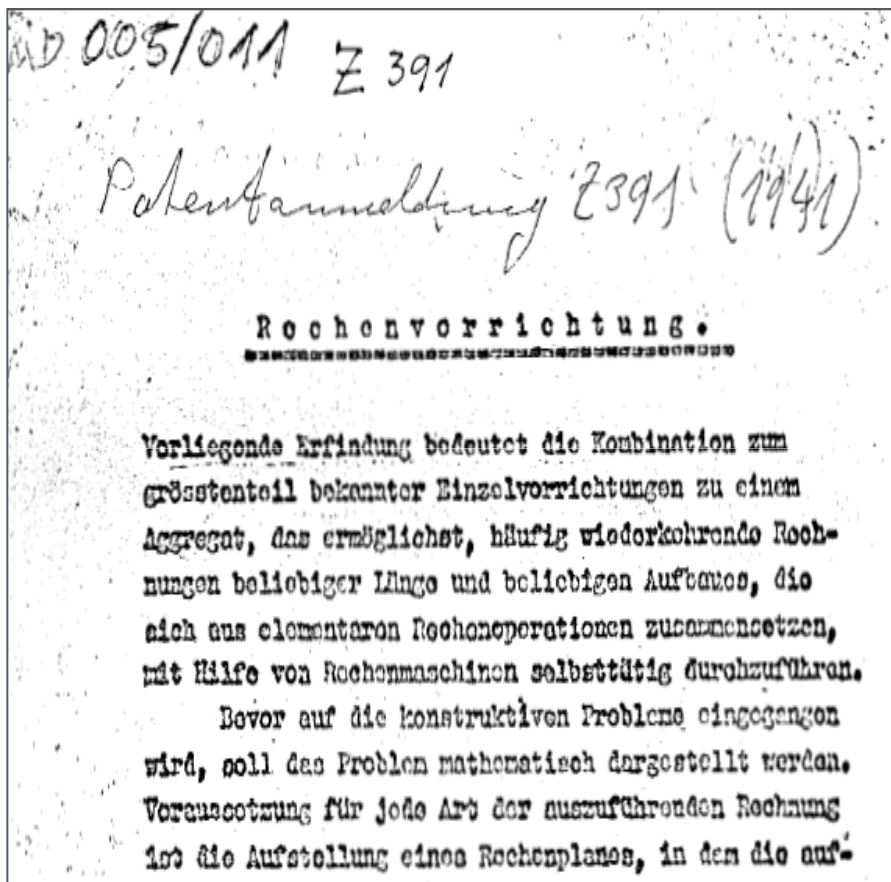 005/011 Z 391
Patentanmeldung Z391 (1941)
Rechenvorrichtung.
Vorliegende Erfindung bedeutet die Kombination zum
grösstenteil bekannter Einzelvorrichtungen zu einem
Aggregat, das ermöglichst, häufig wiederkehrende Rech-
nungen beliebiger Länge und beliebigen Aufbaues, die
sich aus elementaren Rechenoperationen zusammensetzen,
mit Hilfe von Rechenmaschinen selbsttätig durchzuführen.
Bevor auf die konstruktiven Probleme eingegangen
wird, soll das Problem mathematisch dargestellt werden.
Voraussetzung für jede Art der auszuführenden Rechnung
ist die Aufstellung eines Rechenplanes, in dem die auf-